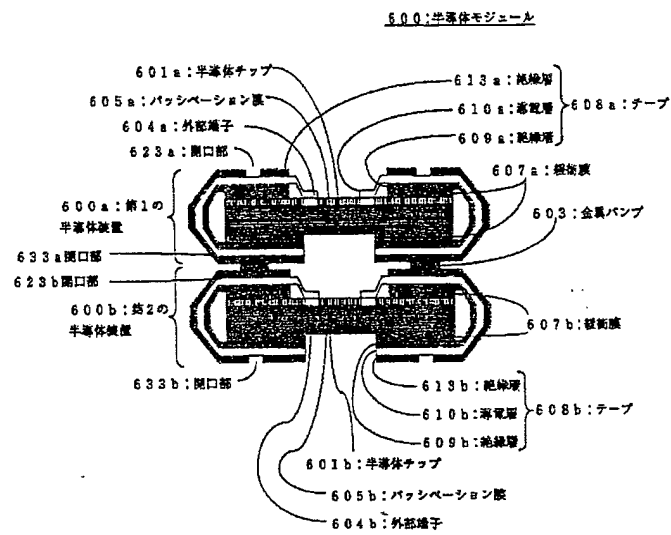 600:半導体モジュール
601a:半導体チップ
605a:パッシベーション膜
604a:外部端子
623a:開口部
600a:第1の
半導体装置
633a開口部
623b開口部
600b:第2の
半導体装置
633b:開口部
613a:絶縁層
610a:導電層
609a:絶縁層
608a:テープ
607a:緩衝膜
603:金属バンプ
607b:緩衝膜
613b:絶縁層
610b:導電層
609b:絶縁層
608b:テープ
601b:半導体チップ
605b:パッシベーション膜
604b:外部端子